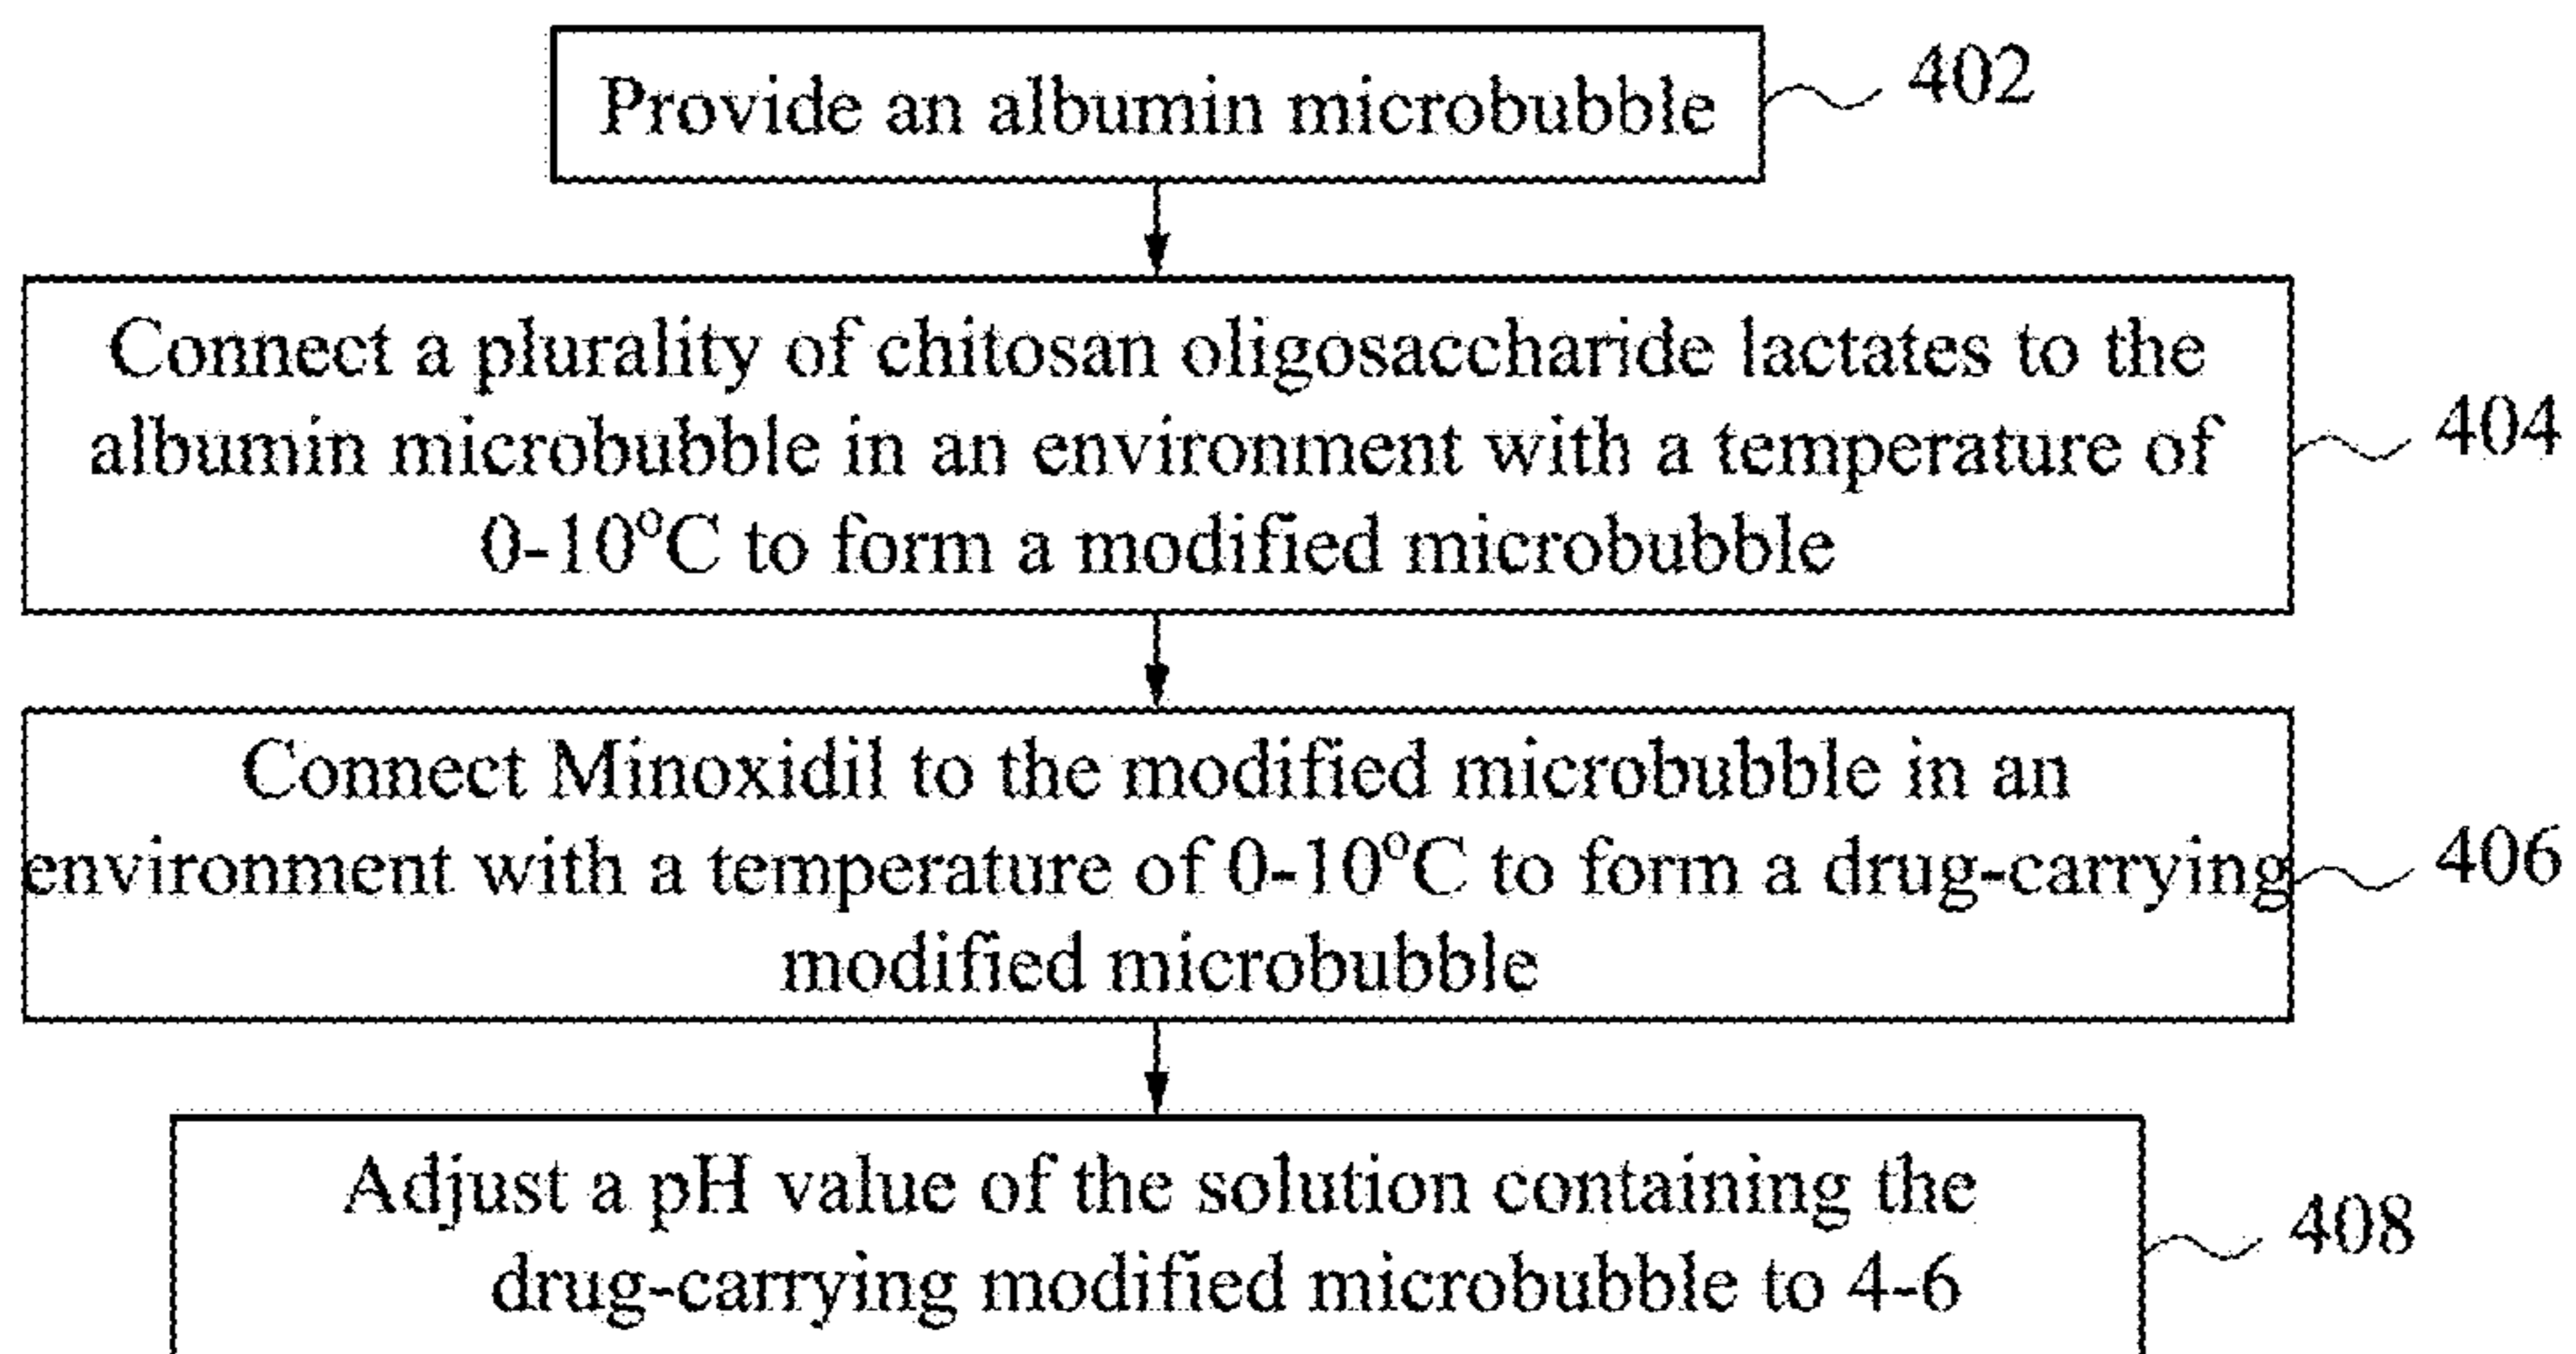 Provide an albumin microbubble 402
Connect a plurality of chitosan oligosaccharide lactates to the
albumin microbubble in an environment with a temperature of 404
0-10°C to form a modified microbubble
Connect Minoxidil to the modified microbubble in an
environment with a temperature of 0-10°C to form a drug-carrying 406
modified microbubble
Adjust a pH value of the solution containing the
408
drug-carrying modified microbubble to 4-6